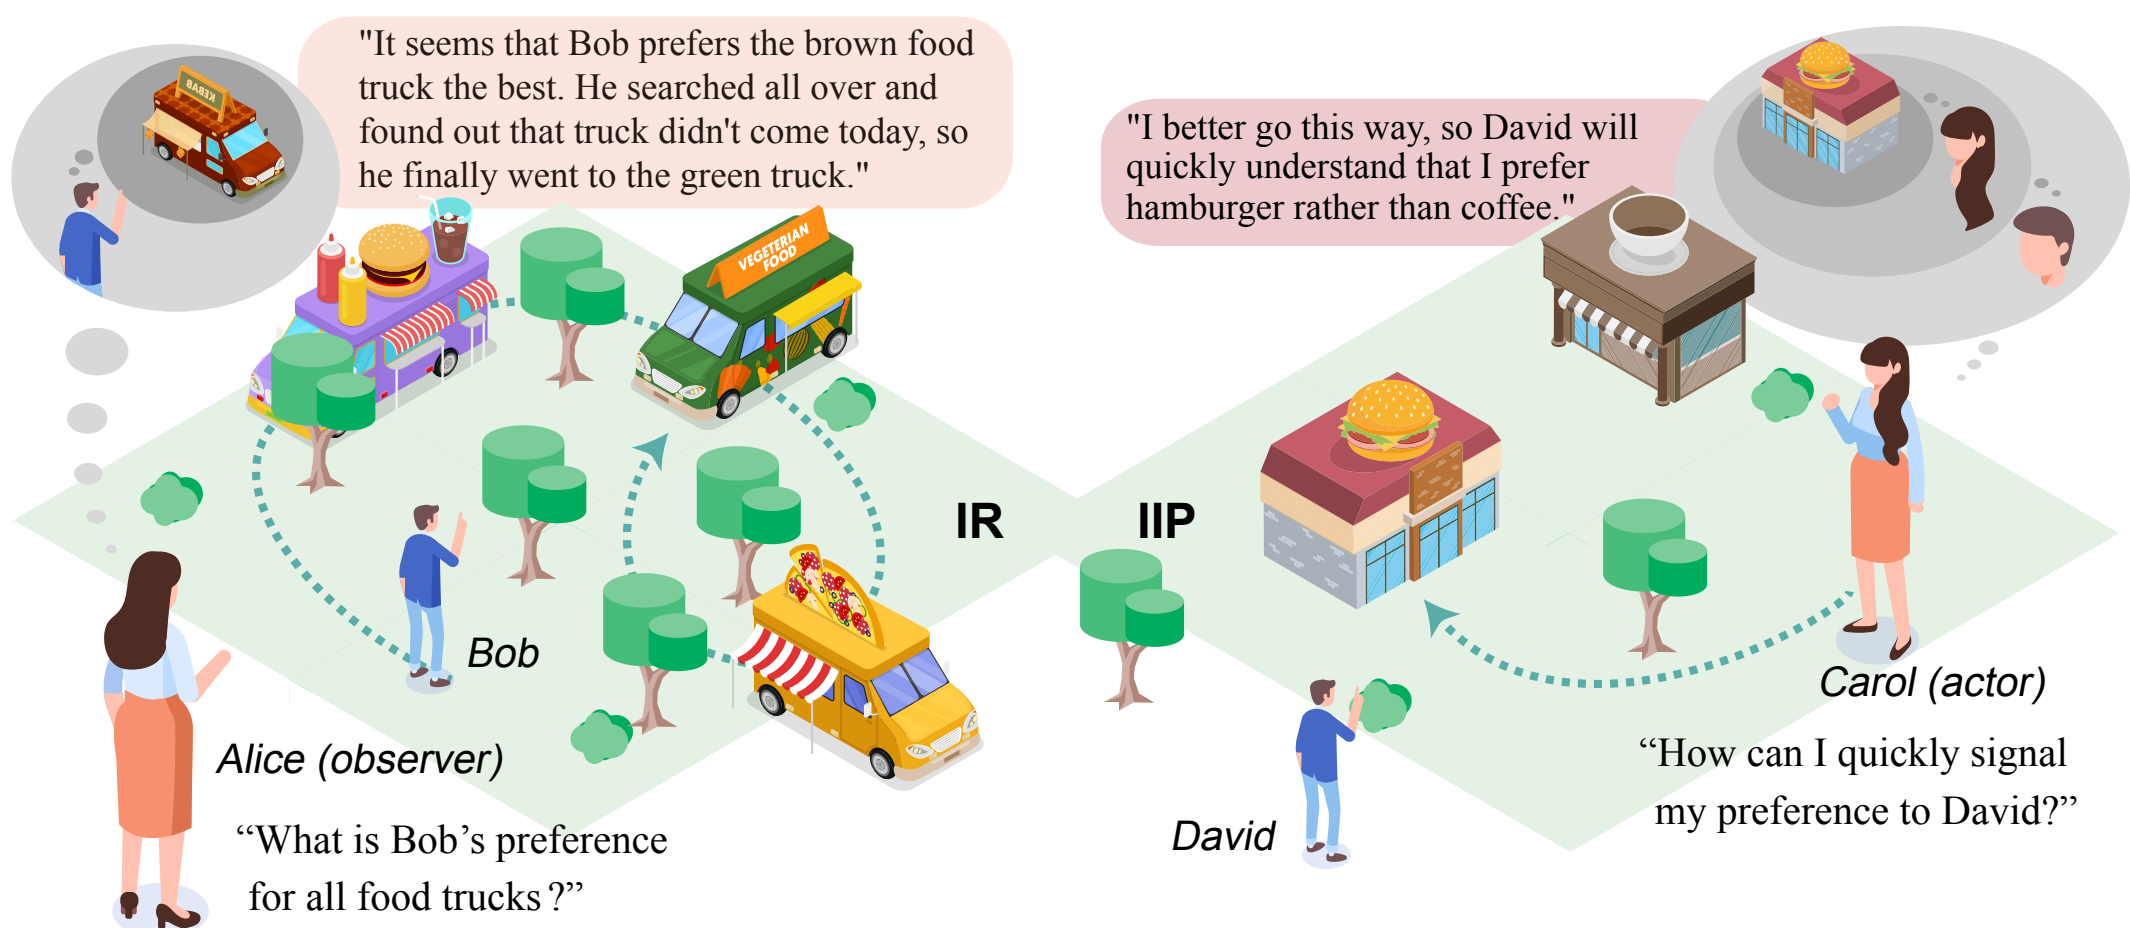 "It seems that Bob prefers the brown food
truck the best. He searched all over and
found out that truck didn't come today, so
he finally went to the green truck."
KEBAB
VEGETERIAN
FOOD
IR
Bob
Alice (observer)
“What is Bob’s preference
for all food trucks ?”
"I better go this way, so David will
quickly understand that I prefer
hamburger rather than coffee."
IIP
Carol (actor)
“How can I quickly signal
my preference to David?”
David